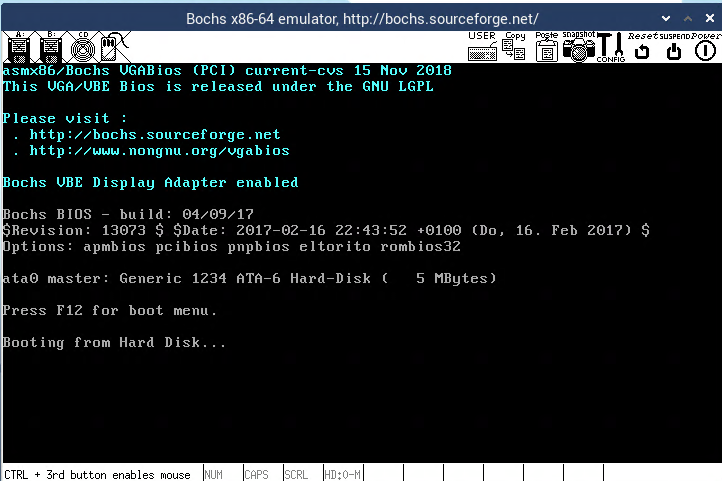 Bochs x86-64 emulator, http://bochs.sourceforge.net/
A: B: CD USER Copy Paste snapshot CONFIG Reset SUSPEND Power
asmx86/Bochs VGABios (PCI) current-cvs 15 Nov 2018
This VGA/VBE Bios is released under the GNU LGPL
Please visit :
. http://bochs.sourceforge.net
. http://www.nongnu.org/vgabios
Bochs VBE Display Adapter enabled
Bochs BIOS - build: 04/09/17
$Revision: 13073 $ $Date: 2017-02-16 22:43:52 +0100 (Do, 16. Feb 2017) $
Options: apmbios pcibios pnpbios eltorito rombios32
ata0 master: Generic 1234 ATA-6 Hard-Disk (   5 MBytes)
Press F12 for boot menu.
Booting from Hard Disk...
CTRL + 3rd button enables mouse NUM CAPS SCRL HD:0-M